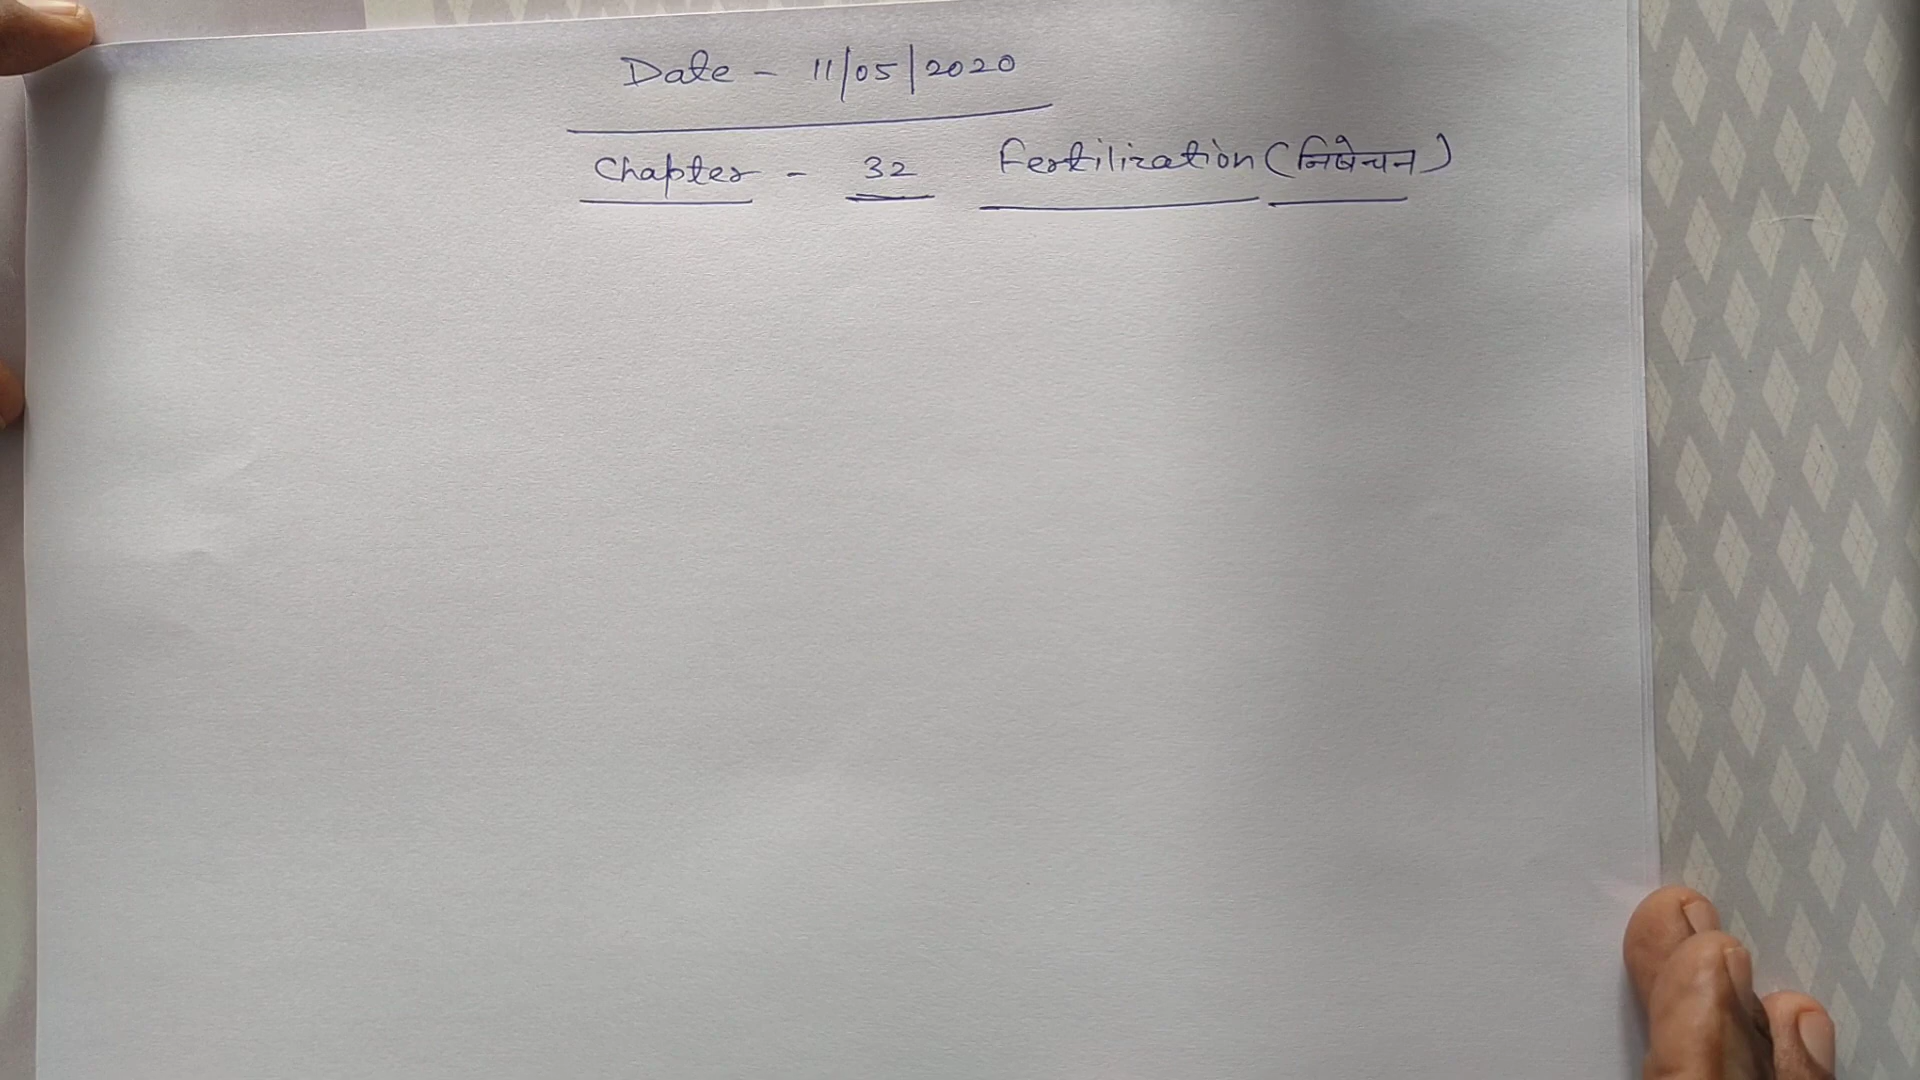 Date - 11/05/2020
Chapter - 32 Fertilization (निषेचन)